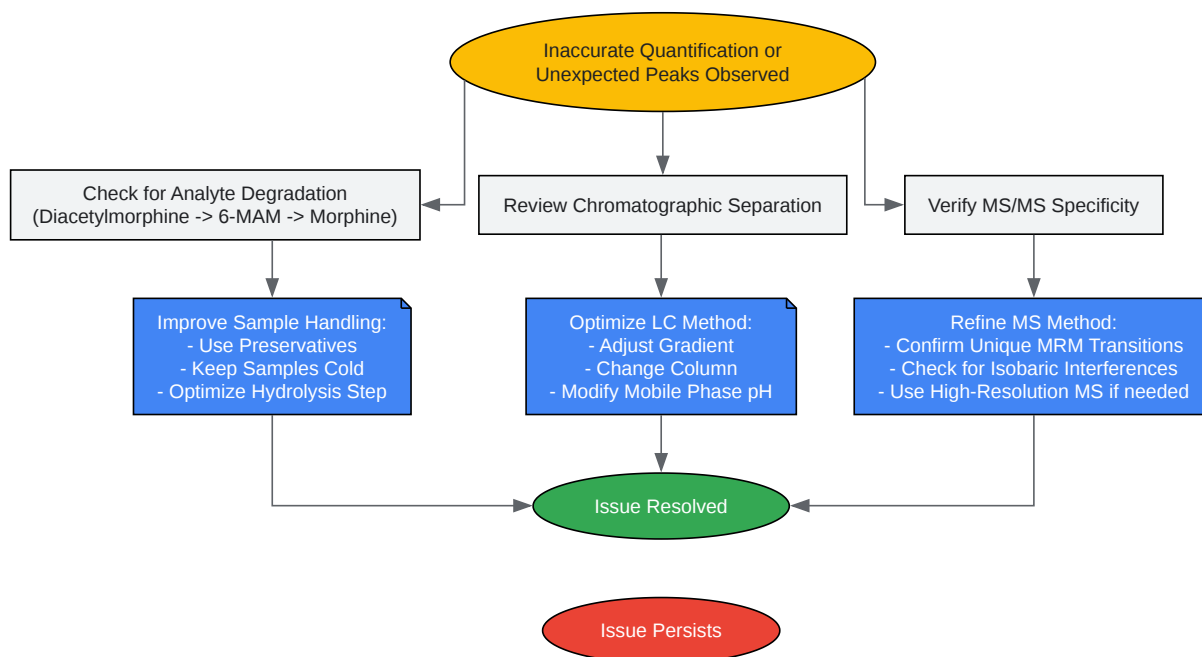 Inaccurate Quantification or
Unexpected Peaks Observed
Check for Analyte Degradation
(Diacetylmorphine -> 6-MAM -> Morphine)
Review Chromatographic Separation
Verify MS/MS Specificity
Improve Sample Handling:
- Use Preservatives
- Keep Samples Cold
- Optimize Hydrolysis Step
Optimize LC Method:
- Adjust Gradient
- Change Column
- Modify Mobile Phase pH
Refine MS Method:
- Confirm Unique MRM Transitions
- Check for Isobaric Interferences
- Use High-Resolution MS if needed
Issue Resolved
Issue Persists